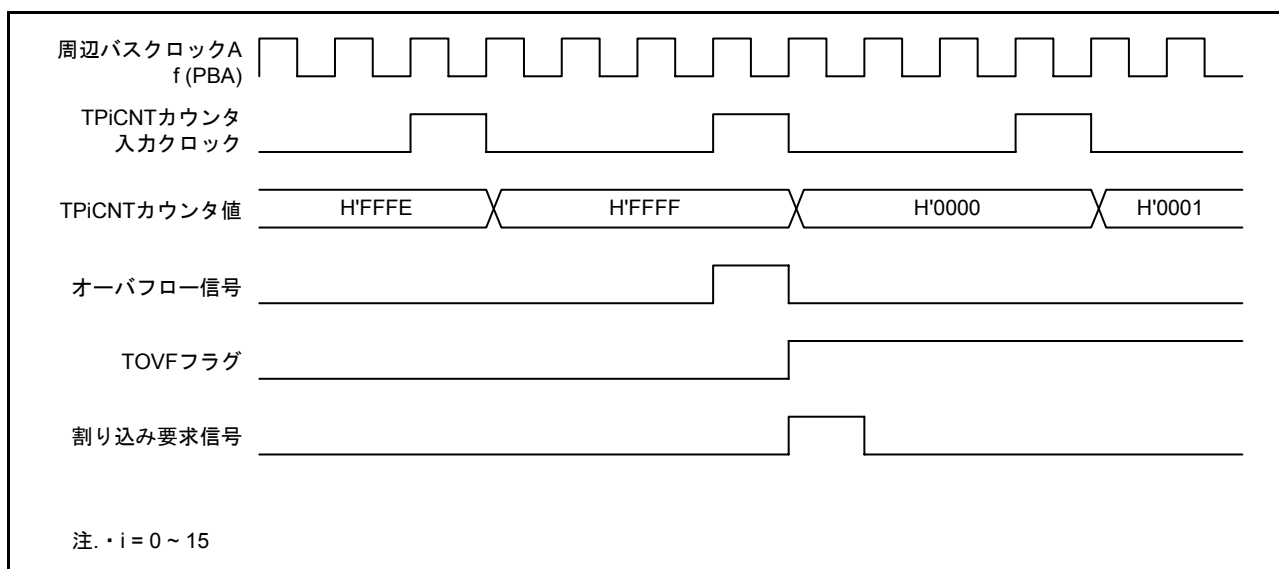 周辺バスクロックA
f (PBA)
TPiCNTカウンタ
入力クロック
TPiCNTカウンタ値
H'FFFE
H'FFFF
H'0000
H'0001
オーバフロー信号
TOVFフラグ
割り込み要求信号
注.・i = 0 ~ 15